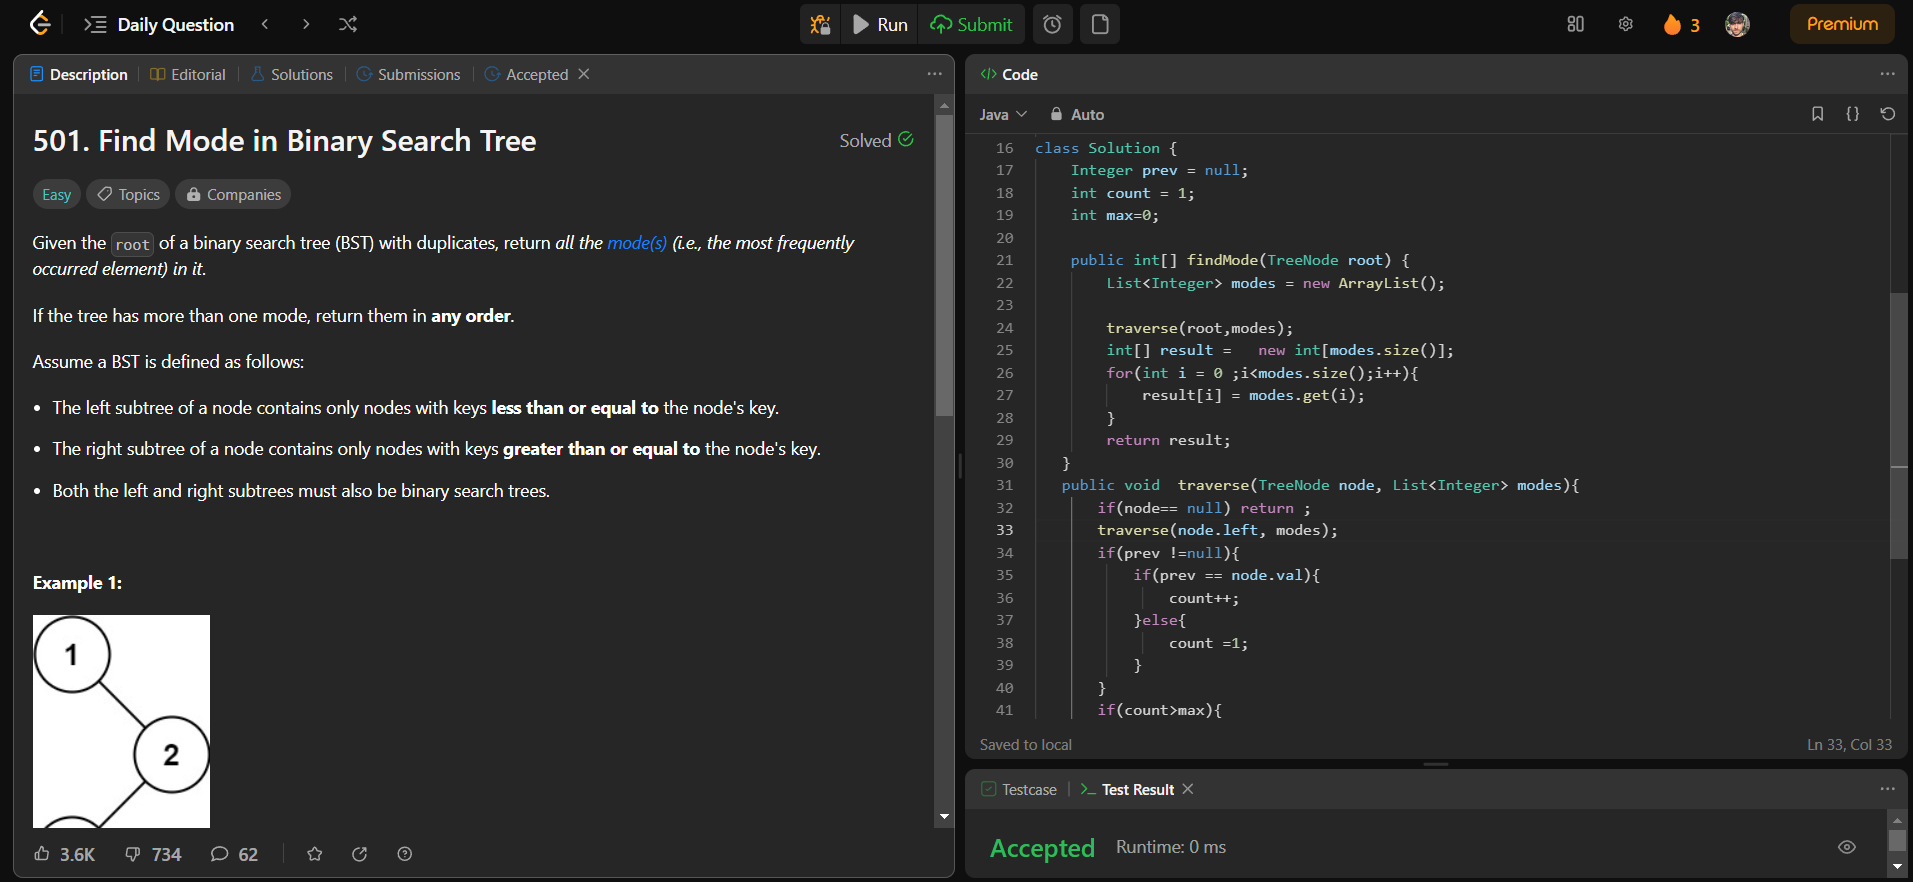 Daily Question
Run
Submit
3
Premium
Description
Editorial
Solutions
Submissions
Accepted
501. Find Mode in Binary Search Tree
Solved
Easy
Topics
Companies
Given the root of a binary search tree (BST) with duplicates, return all the mode(s) (i.e., the most frequently
occurred element) in it.
If the tree has more than one mode, return them in any order.
Assume a BST is defined as follows:
• The left subtree of a node contains only nodes with keys less than or equal to the node's key.
• The right subtree of a node contains only nodes with keys greater than or equal to the node's key.
• Both the left and right subtrees must also be binary search trees.
Example 1:
1
2
3.6K
734
62
</> Code
Java
Auto
{}
16 class Solution {
17 Integer prev = null;
18 int count = 1;
19 int max=0;
20
21 public int[] findMode(TreeNode root) {
22 List<Integer> modes = new ArrayList();
23
24 traverse(root,modes);
25 int[] result =   new int[modes.size()];
26 for(int i = 0 ;i<modes.size();i++){
27 result[i] = modes.get(i);
28 }
29 return result;
30 }
31 public void  traverse(TreeNode node, List<Integer> modes){
32 if(node== null) return ;
33 traverse(node.left, modes);
34 if(prev !=null){
35 if(prev == node.val){
36 count++;
37 }else{
38 count =1;
39 }
40 }
41 if(count>max){
Saved to local
Ln 33, Col 33
Testcase
Test Result
Accepted
Runtime: 0 ms